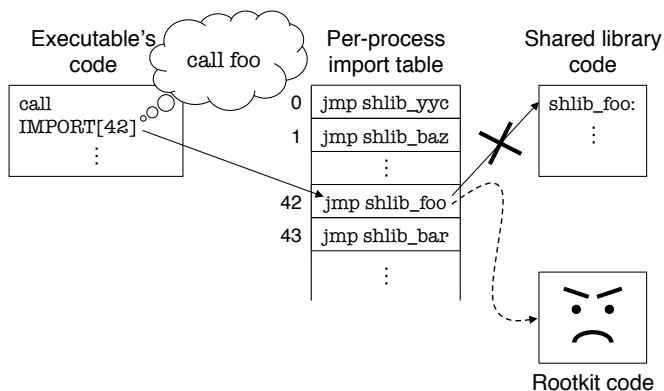 Executable's
code
call foo
Per-process
import table
Shared library
code
call
IMPORT[42]
⋮
0
jmp shlib_yyc
1
jmp shlib_baz
⋮
42
jmp shlib_foo
43
jmp shlib_bar
⋮
shlib_foo:
⋮
Rootkit code